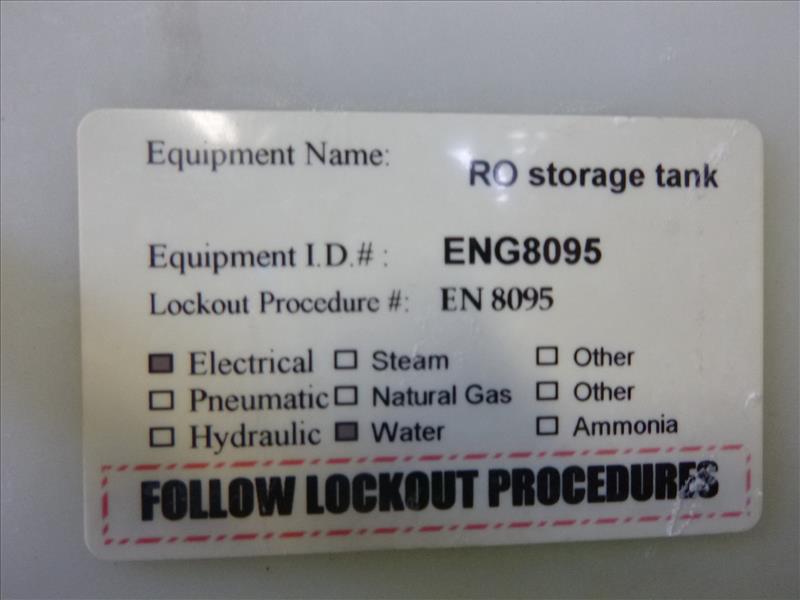 Equipment Name: RO storage tank
Equipment I.D.# : ENG8095
Lockout Procedure #: EN 8095
Electrical Steam Other
Pneumatic Natural Gas Other
Hydraulic Water Ammonia
FOLLOW LOCKOUT PROCEDURES